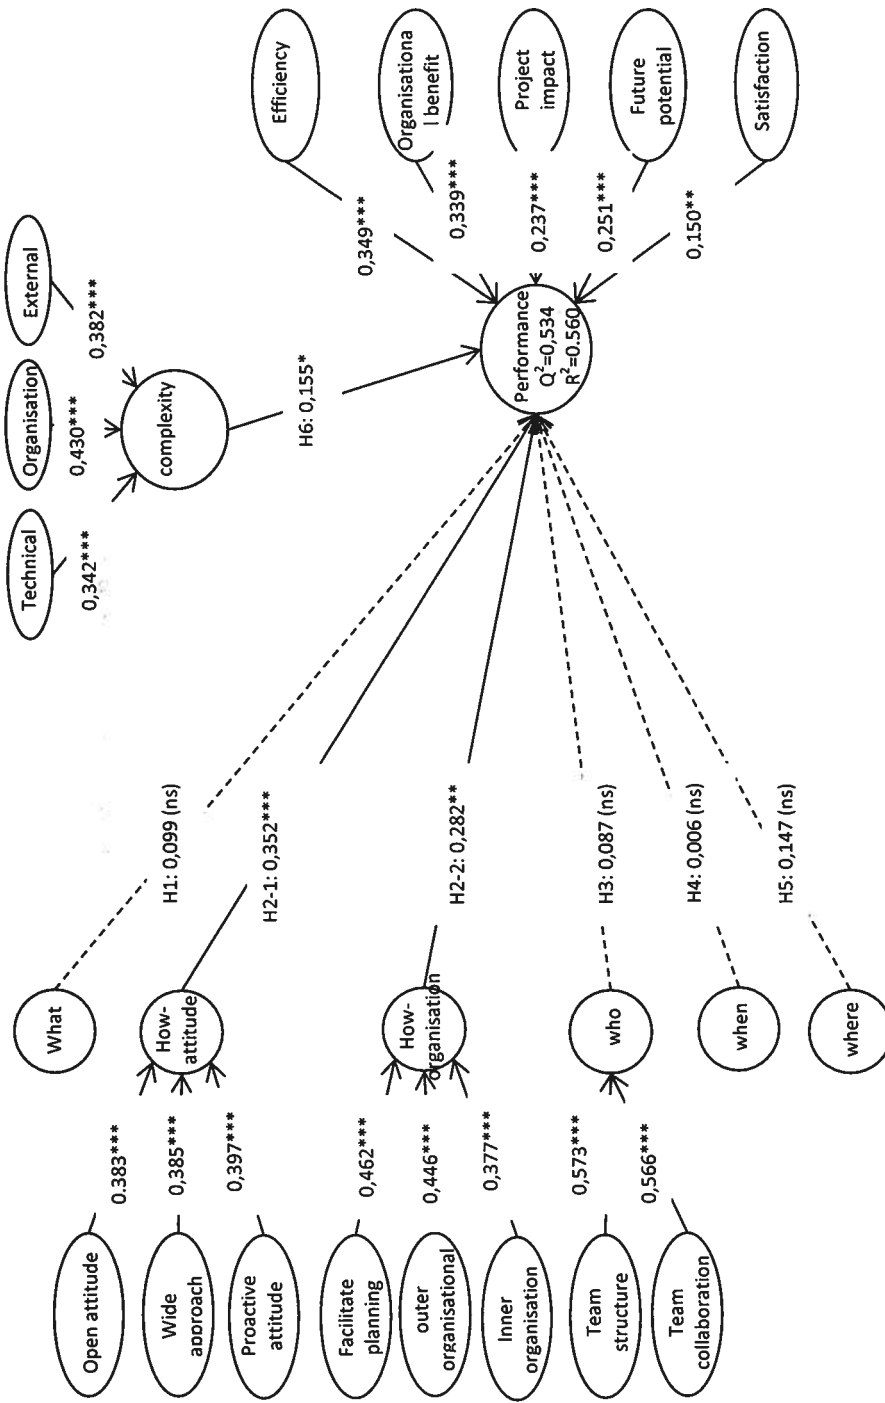 Open attitude
Wide
approach
Proactive
attitude
Facilitate
planning
outer
organisational
Inner
organisation
Team
structure
Team
collaboration
0.383***
0,385***
0,397***
0,462***
0,446***
0,377***
0,573***
0,566***
What
How-
attitude
How-
organisation
who
when
where
H1: 0,099 (ns)
H2-1: 0,352***
H2-2: 0,282**
H3: 0,087 (ns)
H4: 0,006 (ns)
H5: 0,147 (ns)
Technical
Organisation
External
0,342***
0,430***
0,382***
complexity
H6: 0,155*
Performance
Q²=0,534
R²=0.560
0,349***
0,339***
0,237***
0,251***
0,150**
Efficiency
Organisationa
l benefit
Project
impact
Future
potential
Satisfaction